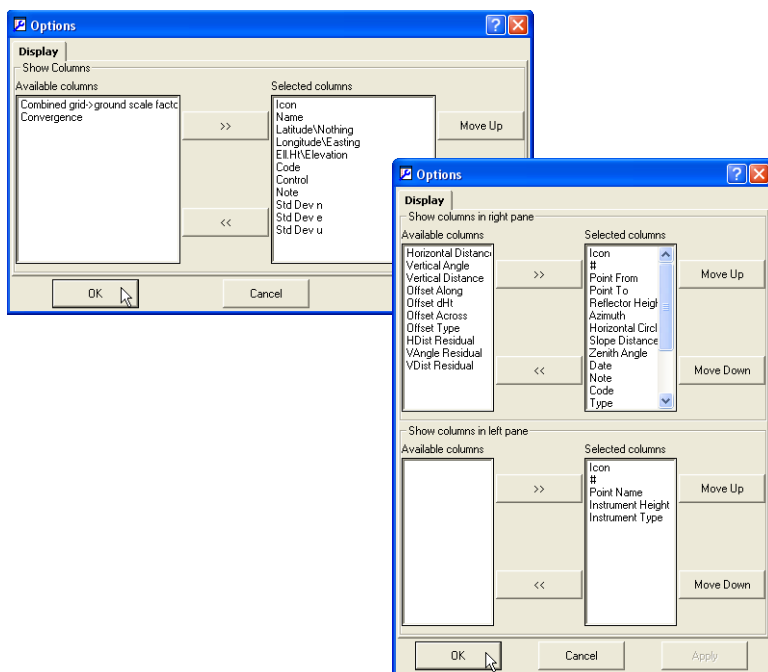 Options
Display
Show Columns
Available columns
Combined grid->ground scale facto
Convergence
>>
<<
Selected columns
Icon
Name
Latitude\Nothing
Longitude\Easting
Ell.Ht\Elevation
Code
Control
Note
Std Dev n
Std Dev e
Std Dev u
Move Up
OK
Cancel
Options
Display
Show columns in right pane
Available columns
Horizontal Distanc
Vertical Angle
Vertical Distance
Offset Along
Offset dHt
Offset Across
Offset Type
HDist Residual
VAngle Residual
VDist Residual
>>
<<
Selected columns
Icon
#
Point From
Point To
Reflector Heigh
Azimuth
Horizontal Circl
Slope Distance
Zenith Angle
Date
Note
Code
Type
Move Up
Move Down
Show columns in left pane
Available columns
>>
<<
Selected columns
Icon
#
Point Name
Instrument Height
Instrument Type
Move Up
Move Down
OK
Cancel
Apply